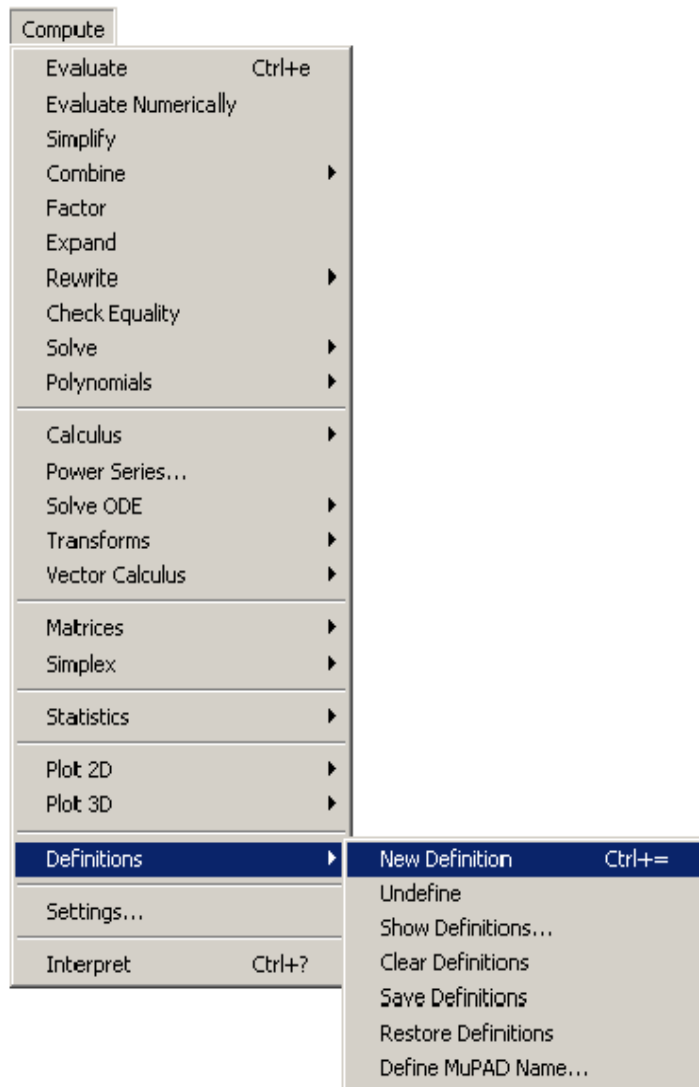 Compute
Evaluate Ctrl+e
Evaluate Numerically
Simplify
Combine
Factor
Expand
Rewrite
Check Equality
Solve
Polynomials
Calculus
Power Series...
Solve ODE
Transforms
Vector Calculus
Matrices
Simplex
Statistics
Plot 2D
Plot 3D
Definitions
Settings...
Interpret Ctrl+?
New Definition Ctrl+=
Undefine
Show Definitions...
Clear Definitions
Save Definitions
Restore Definitions
Define MuPAD Name...